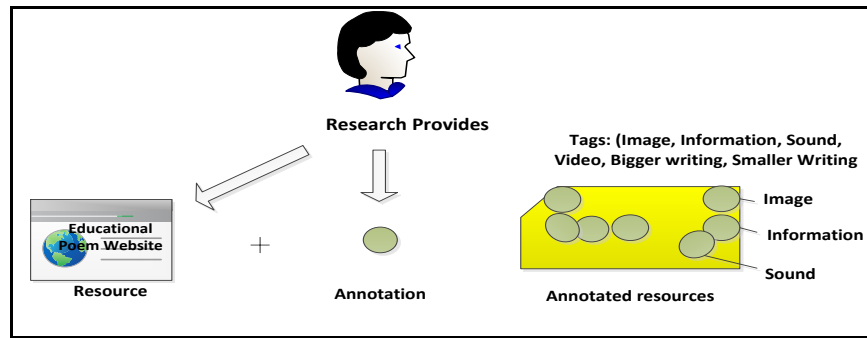 Research Provides
Tags: (Image, Information, Sound,
Video, Bigger writing, Smaller Writing
Educational
Poem Website
Image
Information
Sound
Resource
Annotation
Annotated resources